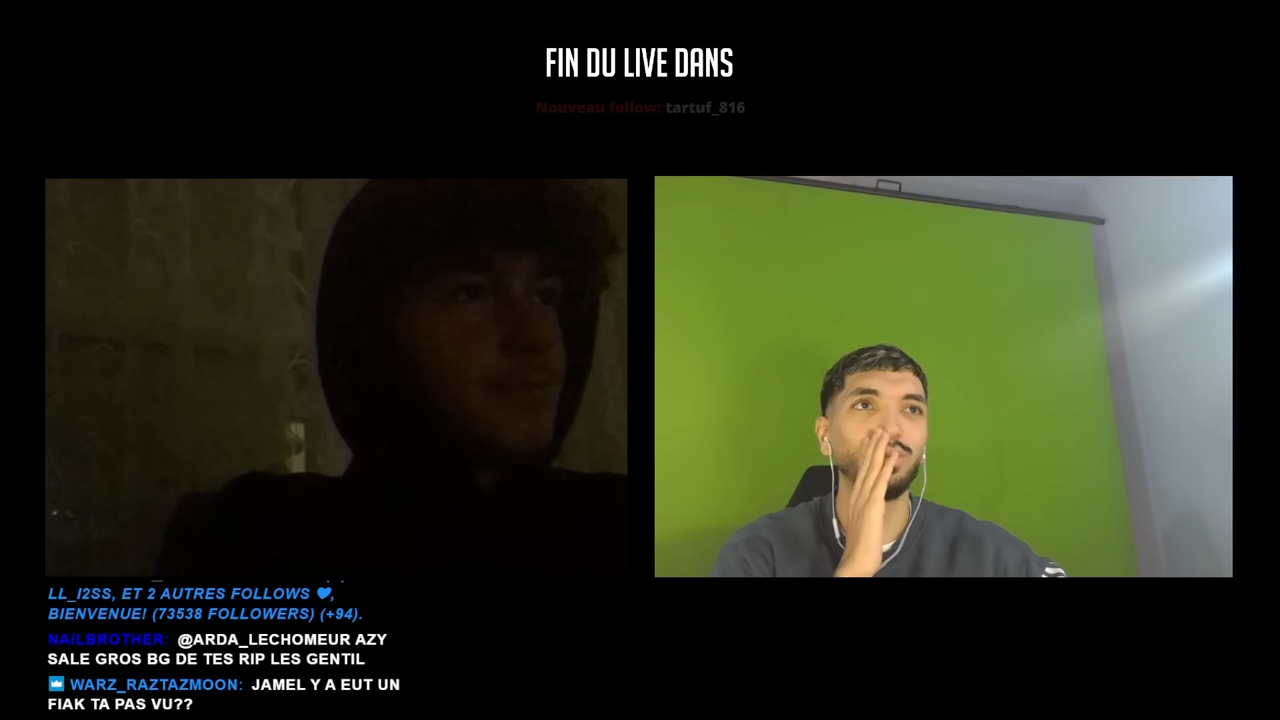 FIN DU LIVE DANS
Nouveau follow: tartuf_816
LL_I2SS, ET 2 AUTRES FOLLOWS 💙,
BIENVENUE! (73538 FOLLOWERS) (+94).
NAILBROTHER: @ARDA_LECHOMEUR AZY
SALE GROS BG DE TES RIP LES GENTIL
WARZ_RAZTAZMOON: JAMEL Y A EUT UN
FIAK TA PAS VU??